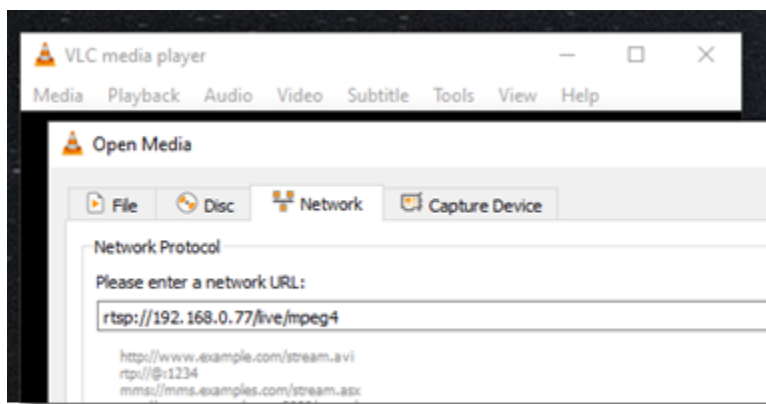 VLC media player
Media Playback Audio Video Subtitle Tools View Help
Open Media
File Disc Network Capture Device
Network Protocol
Please enter a network URL:
rtsp://192.168.0.77/live/mpeg4
http://www.example.com/stream.avi
rtp://@:1234
mms://mms.examples.com/stream.asx